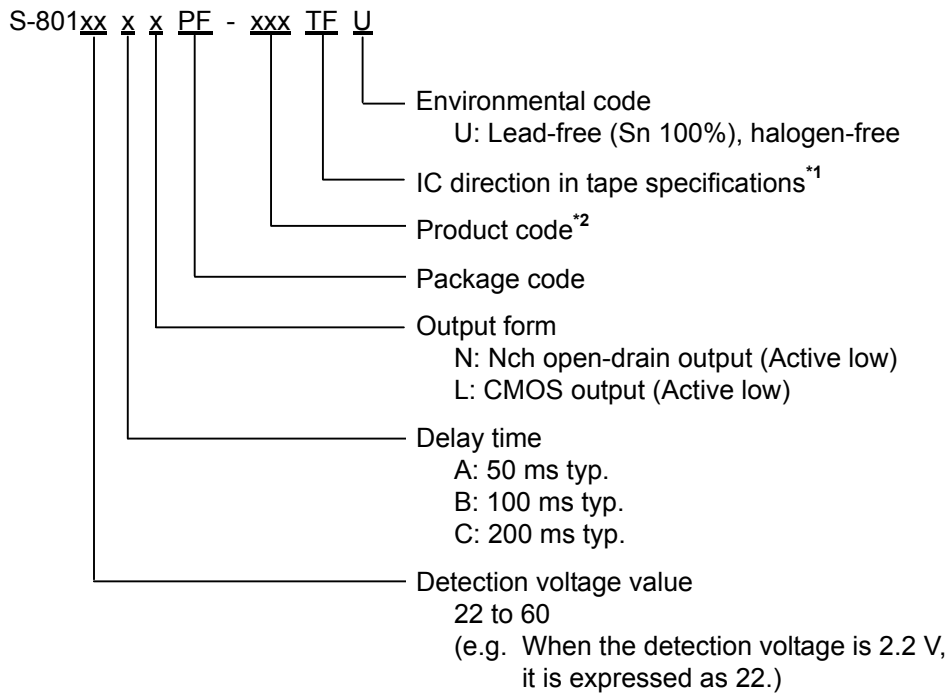 S-801xx x x PF - xxx TF U
Environmental code
U: Lead-free (Sn 100%), halogen-free
IC direction in tape specifications*1
Product code*2
Package code
Output form
N: Nch open-drain output (Active low)
L: CMOS output (Active low)
Delay time
A: 50 ms typ.
B: 100 ms typ.
C: 200 ms typ.
Detection voltage value
22 to 60
(e.g. When the detection voltage is 2.2 V,
it is expressed as 22.)